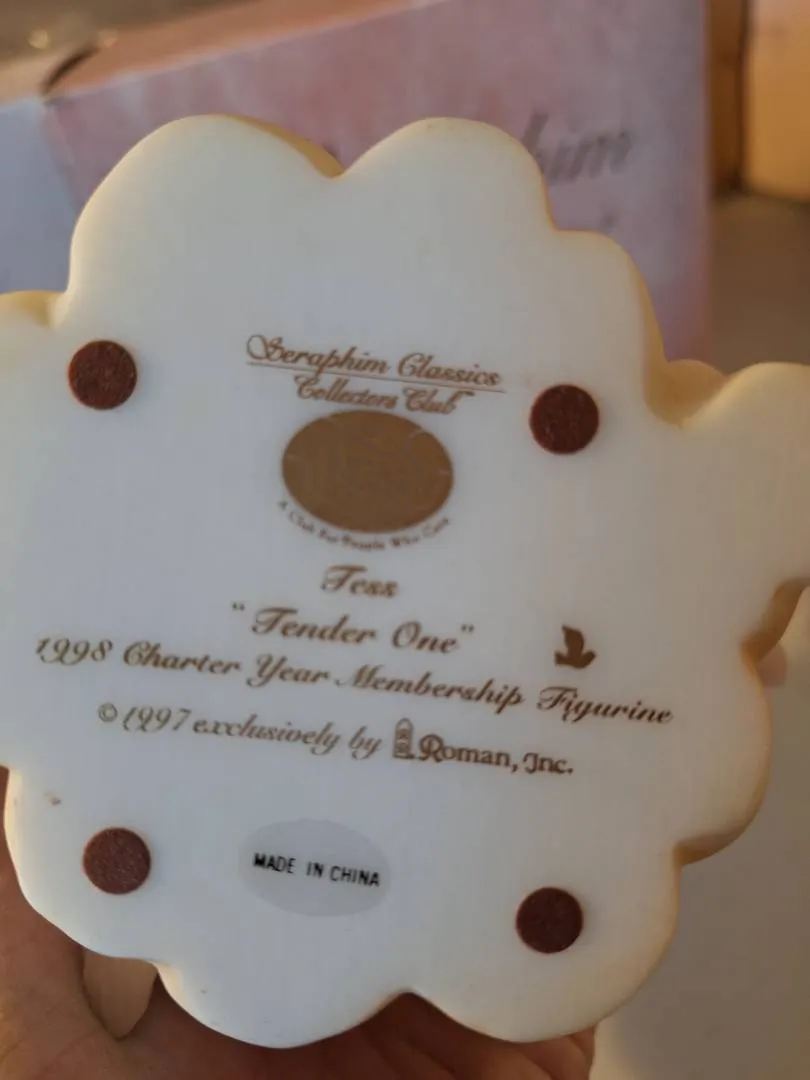 Seraphim Classics
Collectors Club
A Club For People Who Care
Tess
"Tender One"
1998 Charter Year Membership Figurine
©1997 exclusively by Roman, Inc.
MADE IN CHINA